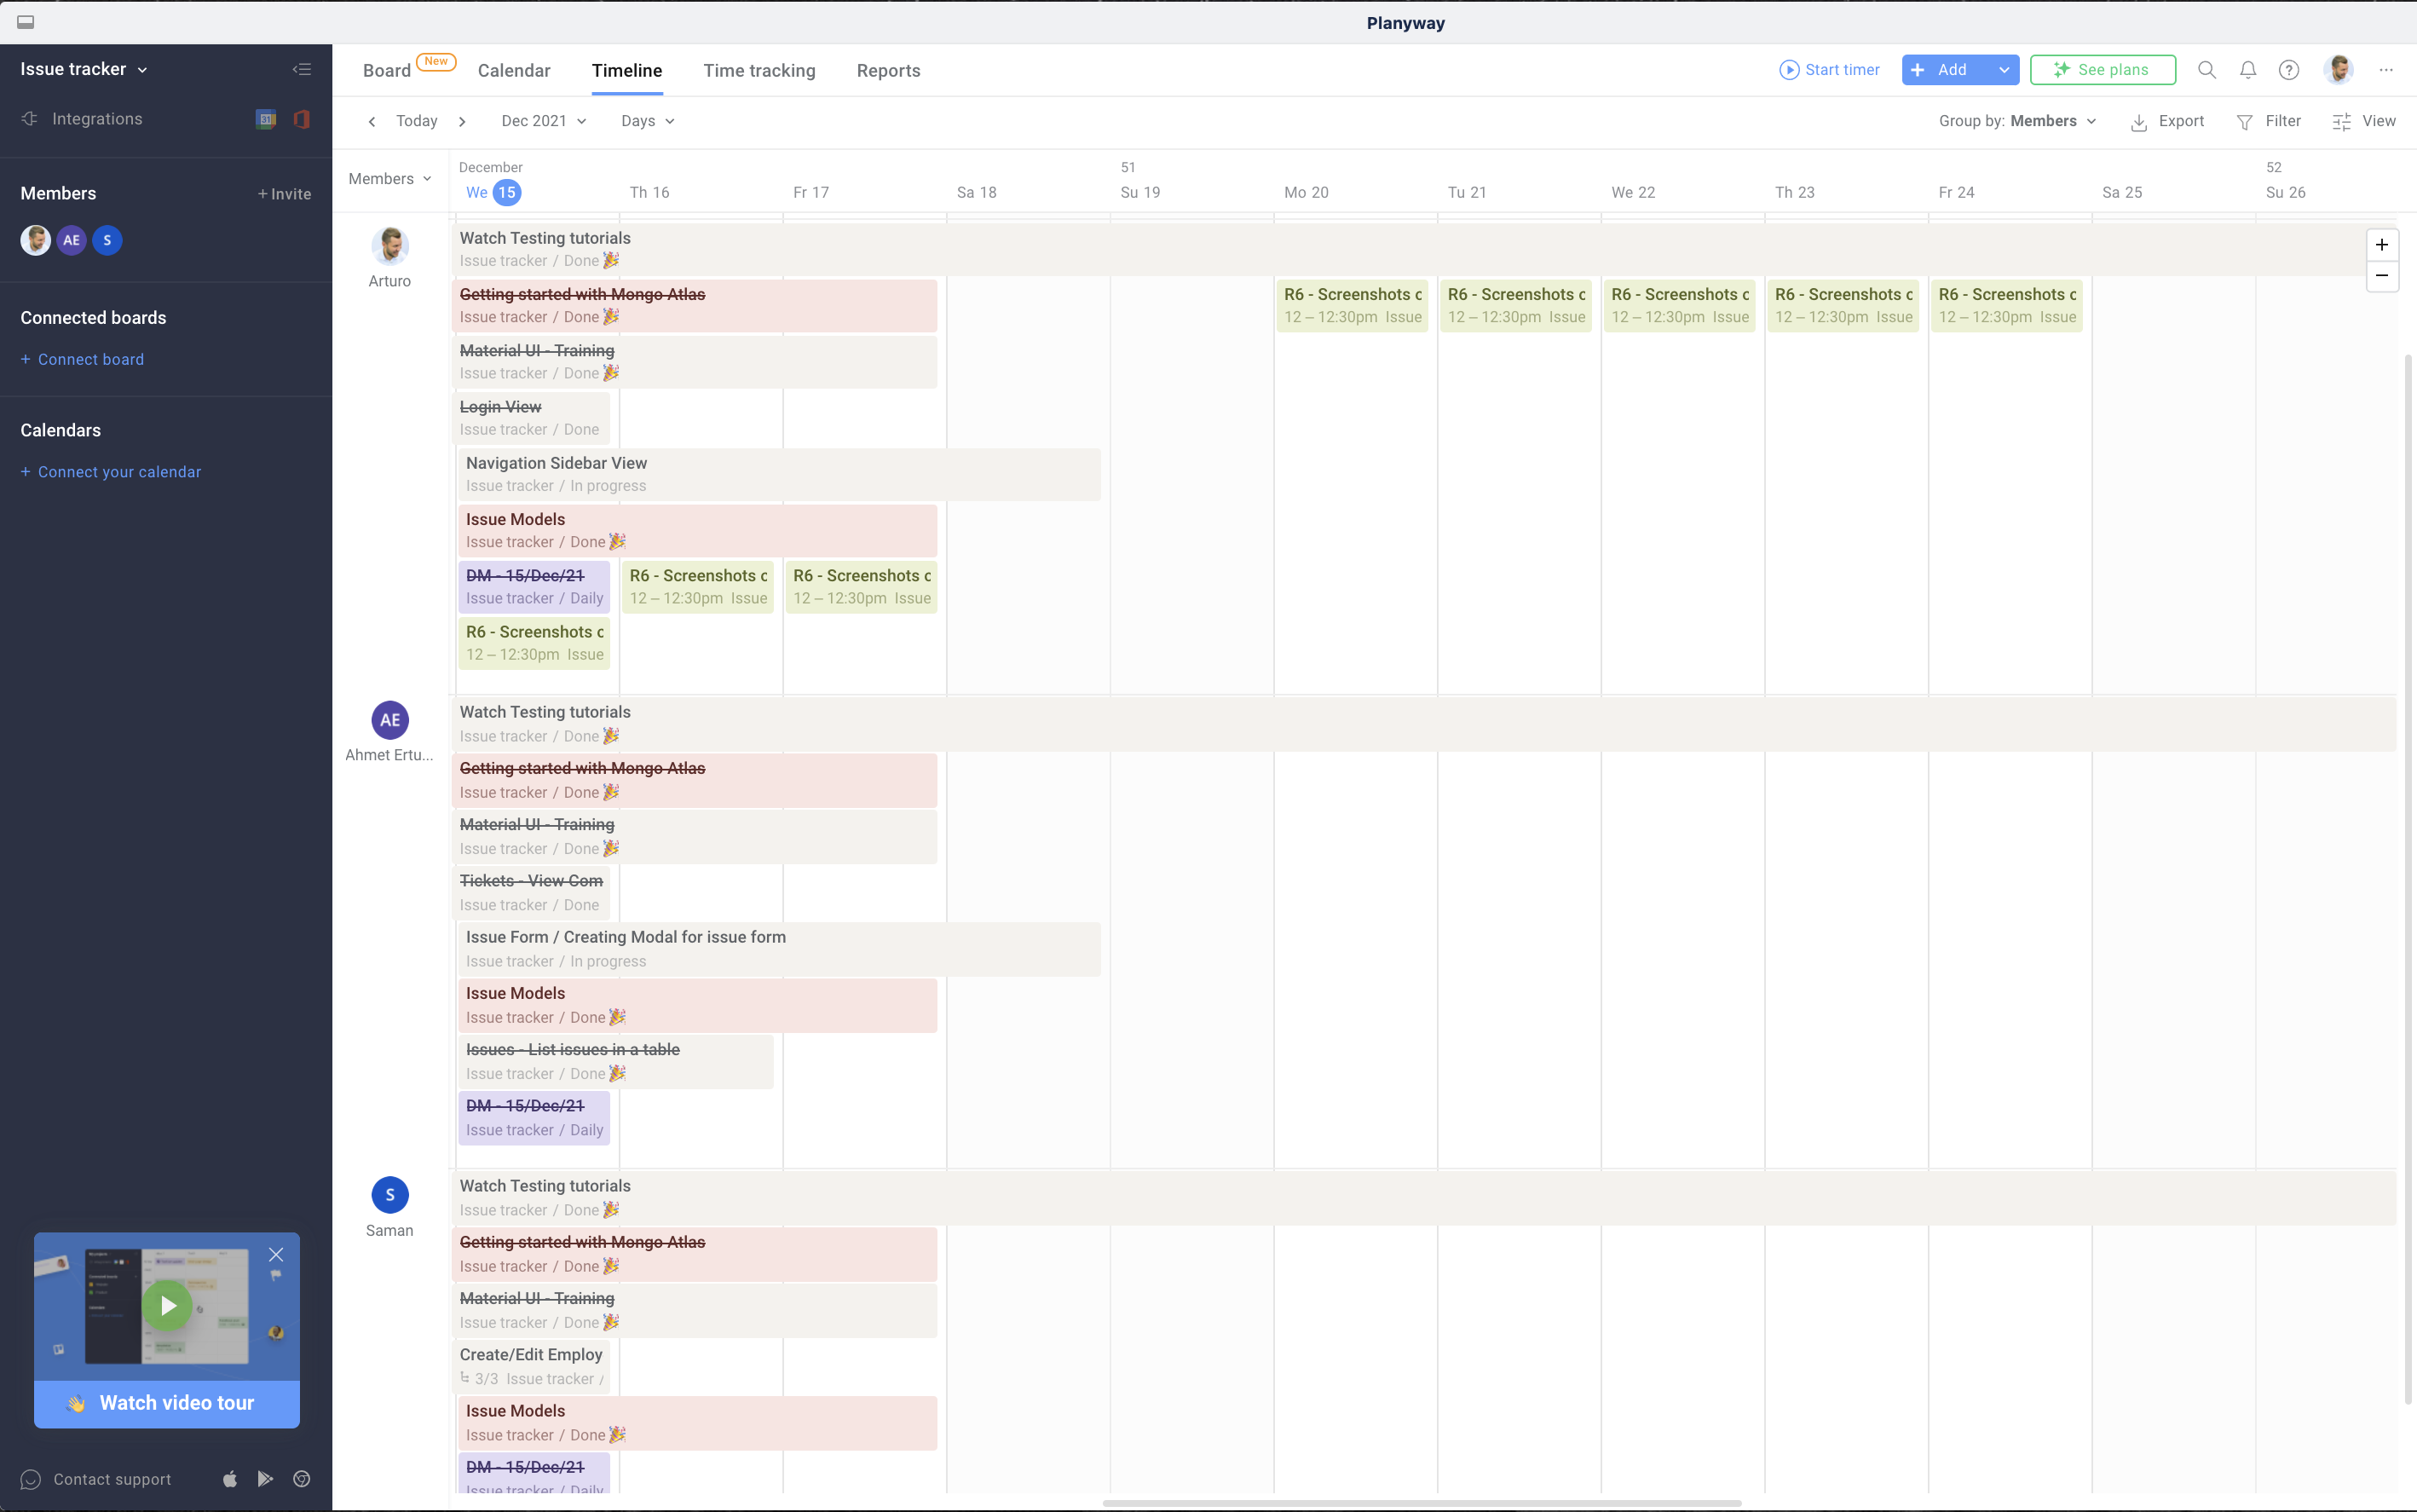 Planyway
Issue tracker
Integrations
31
Members
+ Invite
AE
S
Connected boards
+ Connect board
Calendars
+ Connect your calendar
Watch video tour
Contact support
Board
New
Calendar
Timeline
Time tracking
Reports
Start timer
+ Add
See plans
Today
Dec 2021
Days
Group by: Members
Export
Filter
View
Members
December
51
52
We 15
Th 16
Fr 17
Sa 18
Su 19
Mo 20
Tu 21
We 22
Th 23
Fr 24
Sa 25
Su 26
Arturo
Watch Testing tutorials
Issue tracker / Done 🎉
Getting started with Mongo Atlas
Issue tracker / Done 🎉
R6 - Screenshots c
12 – 12:30pm Issue
R6 - Screenshots c
12 – 12:30pm Issue
R6 - Screenshots c
12 – 12:30pm Issue
R6 - Screenshots c
12 – 12:30pm Issue
R6 - Screenshots c
12 – 12:30pm Issue
Material UI - Training
Issue tracker / Done 🎉
Login View
Issue tracker / Done
Navigation Sidebar View
Issue tracker / In progress
Issue Models
Issue tracker / Done 🎉
DM - 15/Dec/21
Issue tracker / Daily
R6 - Screenshots c
12 – 12:30pm Issue
R6 - Screenshots c
12 – 12:30pm Issue
R6 - Screenshots c
12 – 12:30pm Issue
AE
Ahmet Ertu...
Watch Testing tutorials
Issue tracker / Done 🎉
Getting started with Mongo Atlas
Issue tracker / Done 🎉
Material UI - Training
Issue tracker / Done 🎉
Tickets - View Com
Issue tracker / Done
Issue Form / Creating Modal for issue form
Issue tracker / In progress
Issue Models
Issue tracker / Done 🎉
Issues - List issues in a table
Issue tracker / Done 🎉
DM - 15/Dec/21
Issue tracker / Daily
S
Saman
Watch Testing tutorials
Issue tracker / Done 🎉
Getting started with Mongo Atlas
Issue tracker / Done 🎉
Material UI - Training
Issue tracker / Done 🎉
Create/Edit Employ
3/3 Issue tracker /
Issue Models
Issue tracker / Done 🎉
DM - 15/Dec/21
Issue tracker / Daily